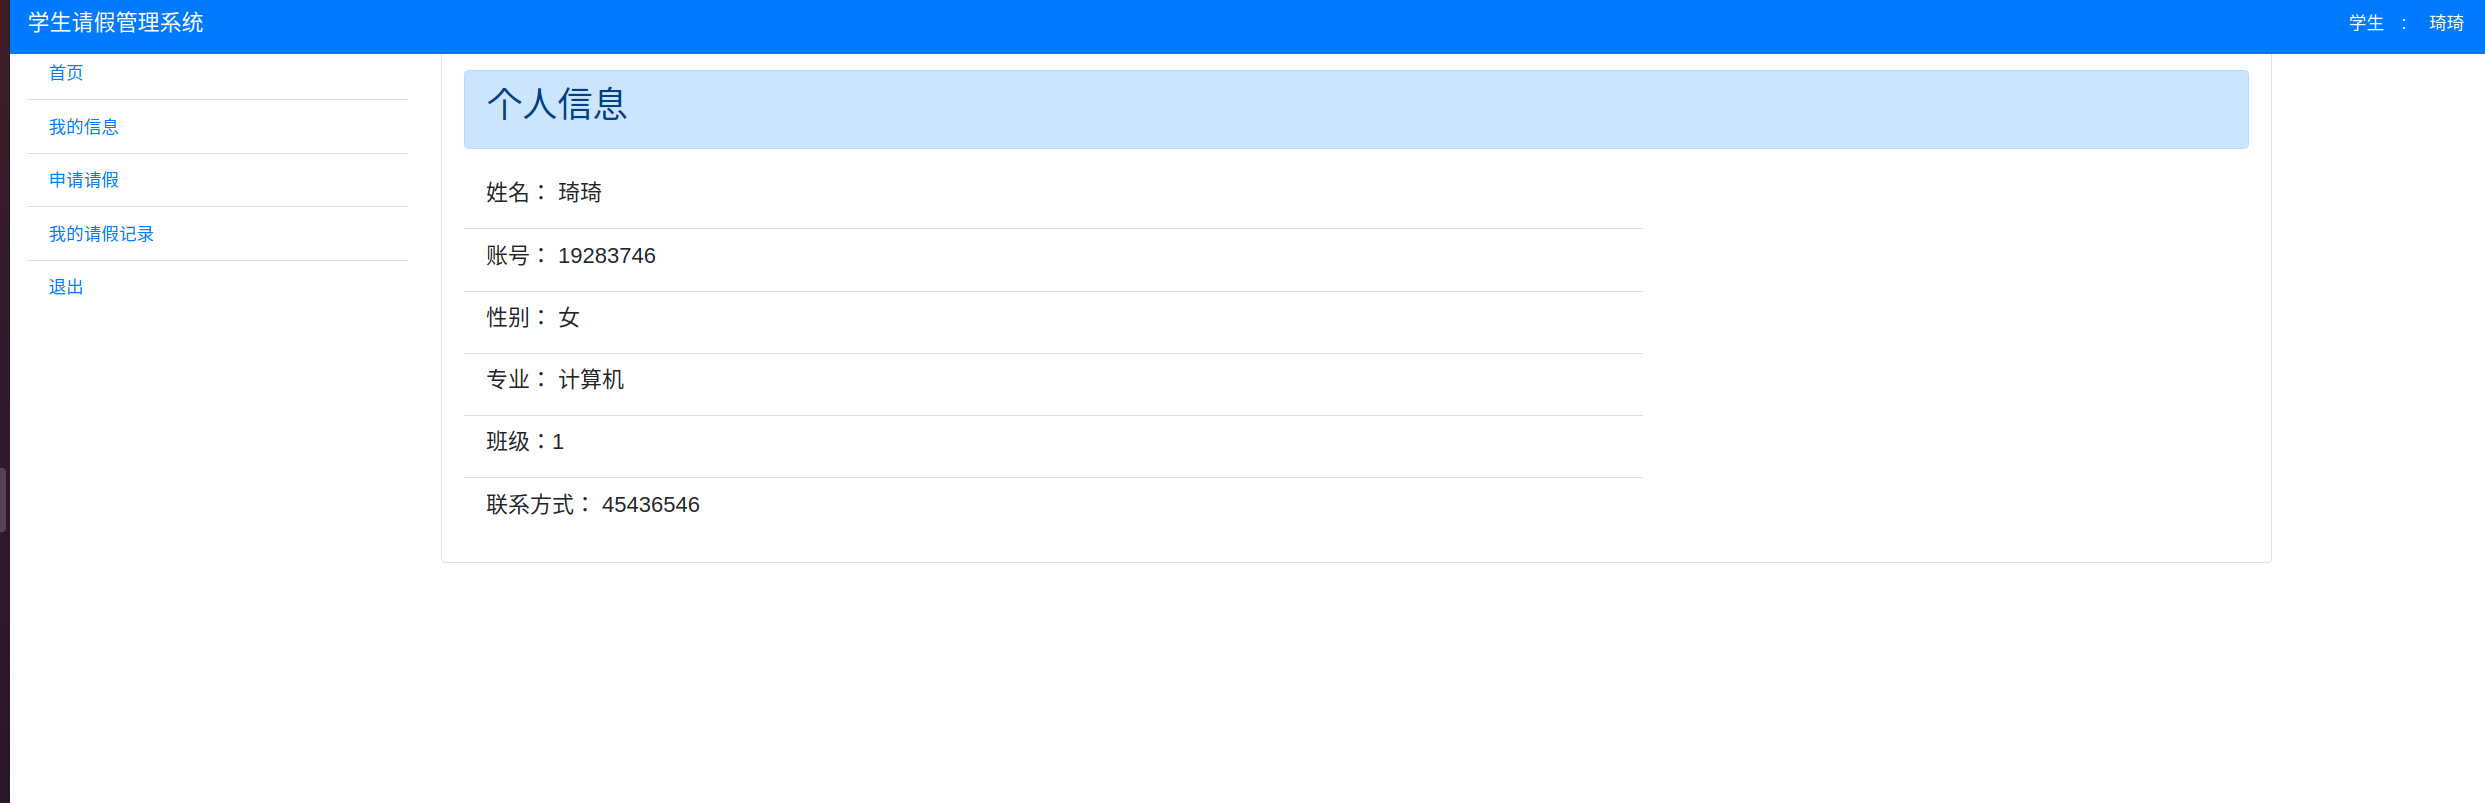 学生请假管理系统
学生 : 琦琦
首页
我的信息
申请请假
我的请假记录
退出
个人信息
姓名： 琦琦
账号： 19283746
性别： 女
专业： 计算机
班级：1
联系方式： 45436546